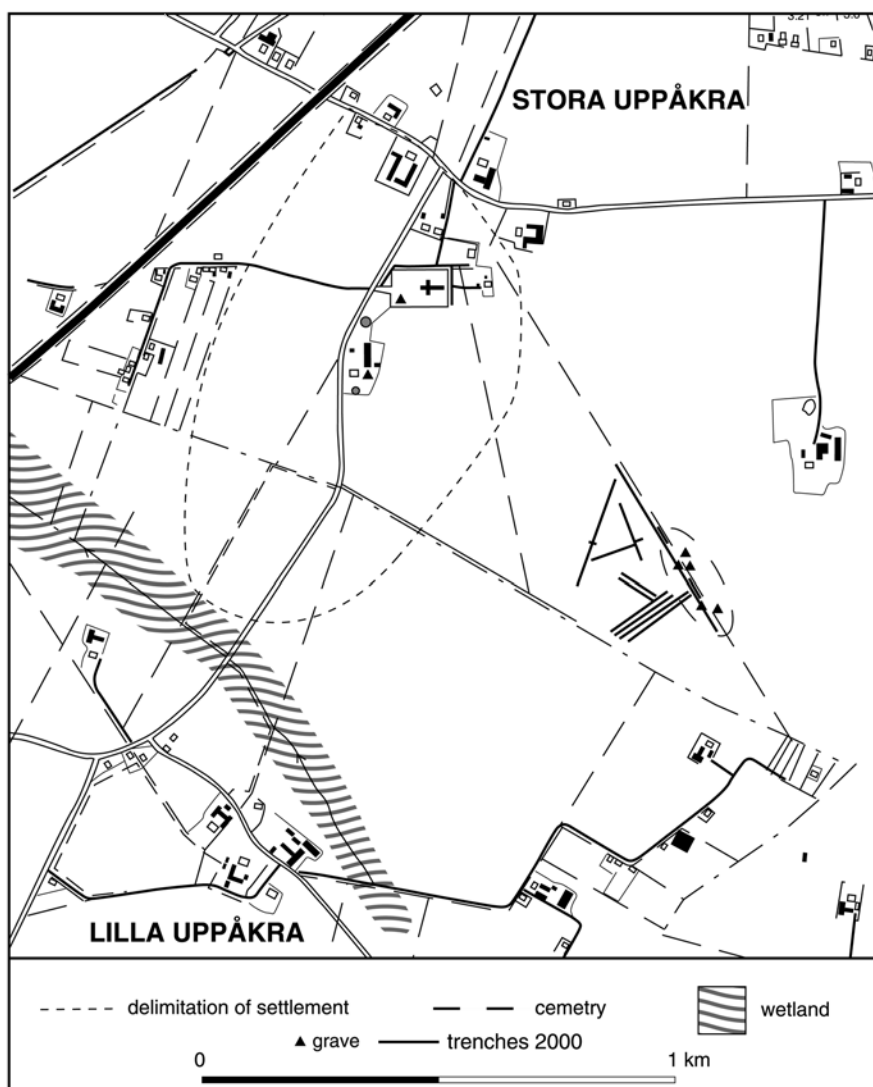 STORA UPPÅKRA
LILLA UPPÅKRA
delimitation of settlement
cemetry
wetland
grave
trenches 2000
0
1 km